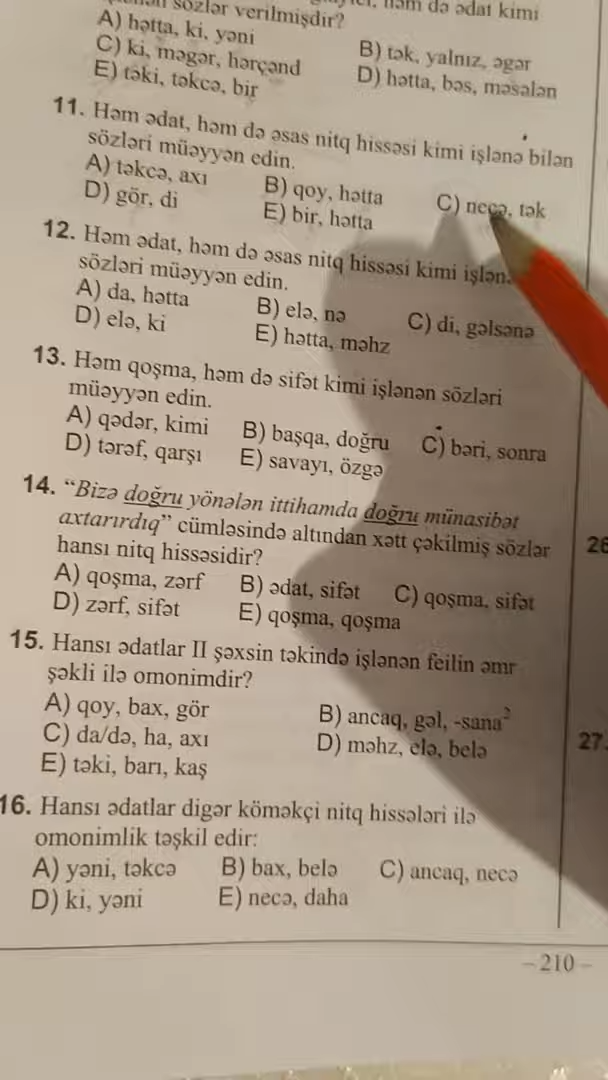 sözlər verilmişdir? həm də ədat kimi
A) hətta, ki, yəni
B) tək, yalnız, əgər
C) ki, məgər, hərçənd
D) hətta, bəs, məsələn
E) təki, təkcə, bir
11. Həm ədat, həm də əsas nitq hissəsi kimi işlənə bilən
sözləri müəyyən edin.
A) təkcə, axı B) qoy, hətta C) necə, tək
D) gör, di E) bir, hətta
12. Həm ədat, həm də əsas nitq hissəsi kimi
sözləri müəyyən edin.
A) da, hətta B) elə, nə C) di, gəlsənə
D) elə, ki E) hətta, məhz
13. Həm qoşma, həm də sifət kimi işlənən sözləri
müəyyən edin.
A) qədər, kimi B) başqa, doğru C) bəri, sonra
D) tərəf, qarşı E) savayı, özgə
14. “Bizə doğru yönələn ittihamda doğru münasibət
axtarırdıq” cümləsində altından xətt çəkilmiş sözlər
hansı nitq hissəsidir?
A) qoşma, zərf B) ədat, sifət C) qoşma, sifət
D) zərf, sifət E) qoşma, qoşma
15. Hansı ədatlar II şəxsin təkində işlənən feilin əmr
şəkli ilə omonimdir?
A) qoy, bax, gör B) ancaq, gəl, -sana²
C) da/də, ha, axı D) məhz, elə, belə
E) təki, barı, kaş
16. Hansı ədatlar digər köməkçi nitq hissələri ilə
omonimlik təşkil edir:
A) yəni, təkcə B) bax, belə C) ancaq, necə
D) ki, yəni E) necə, daha
26
27.
– 210 –